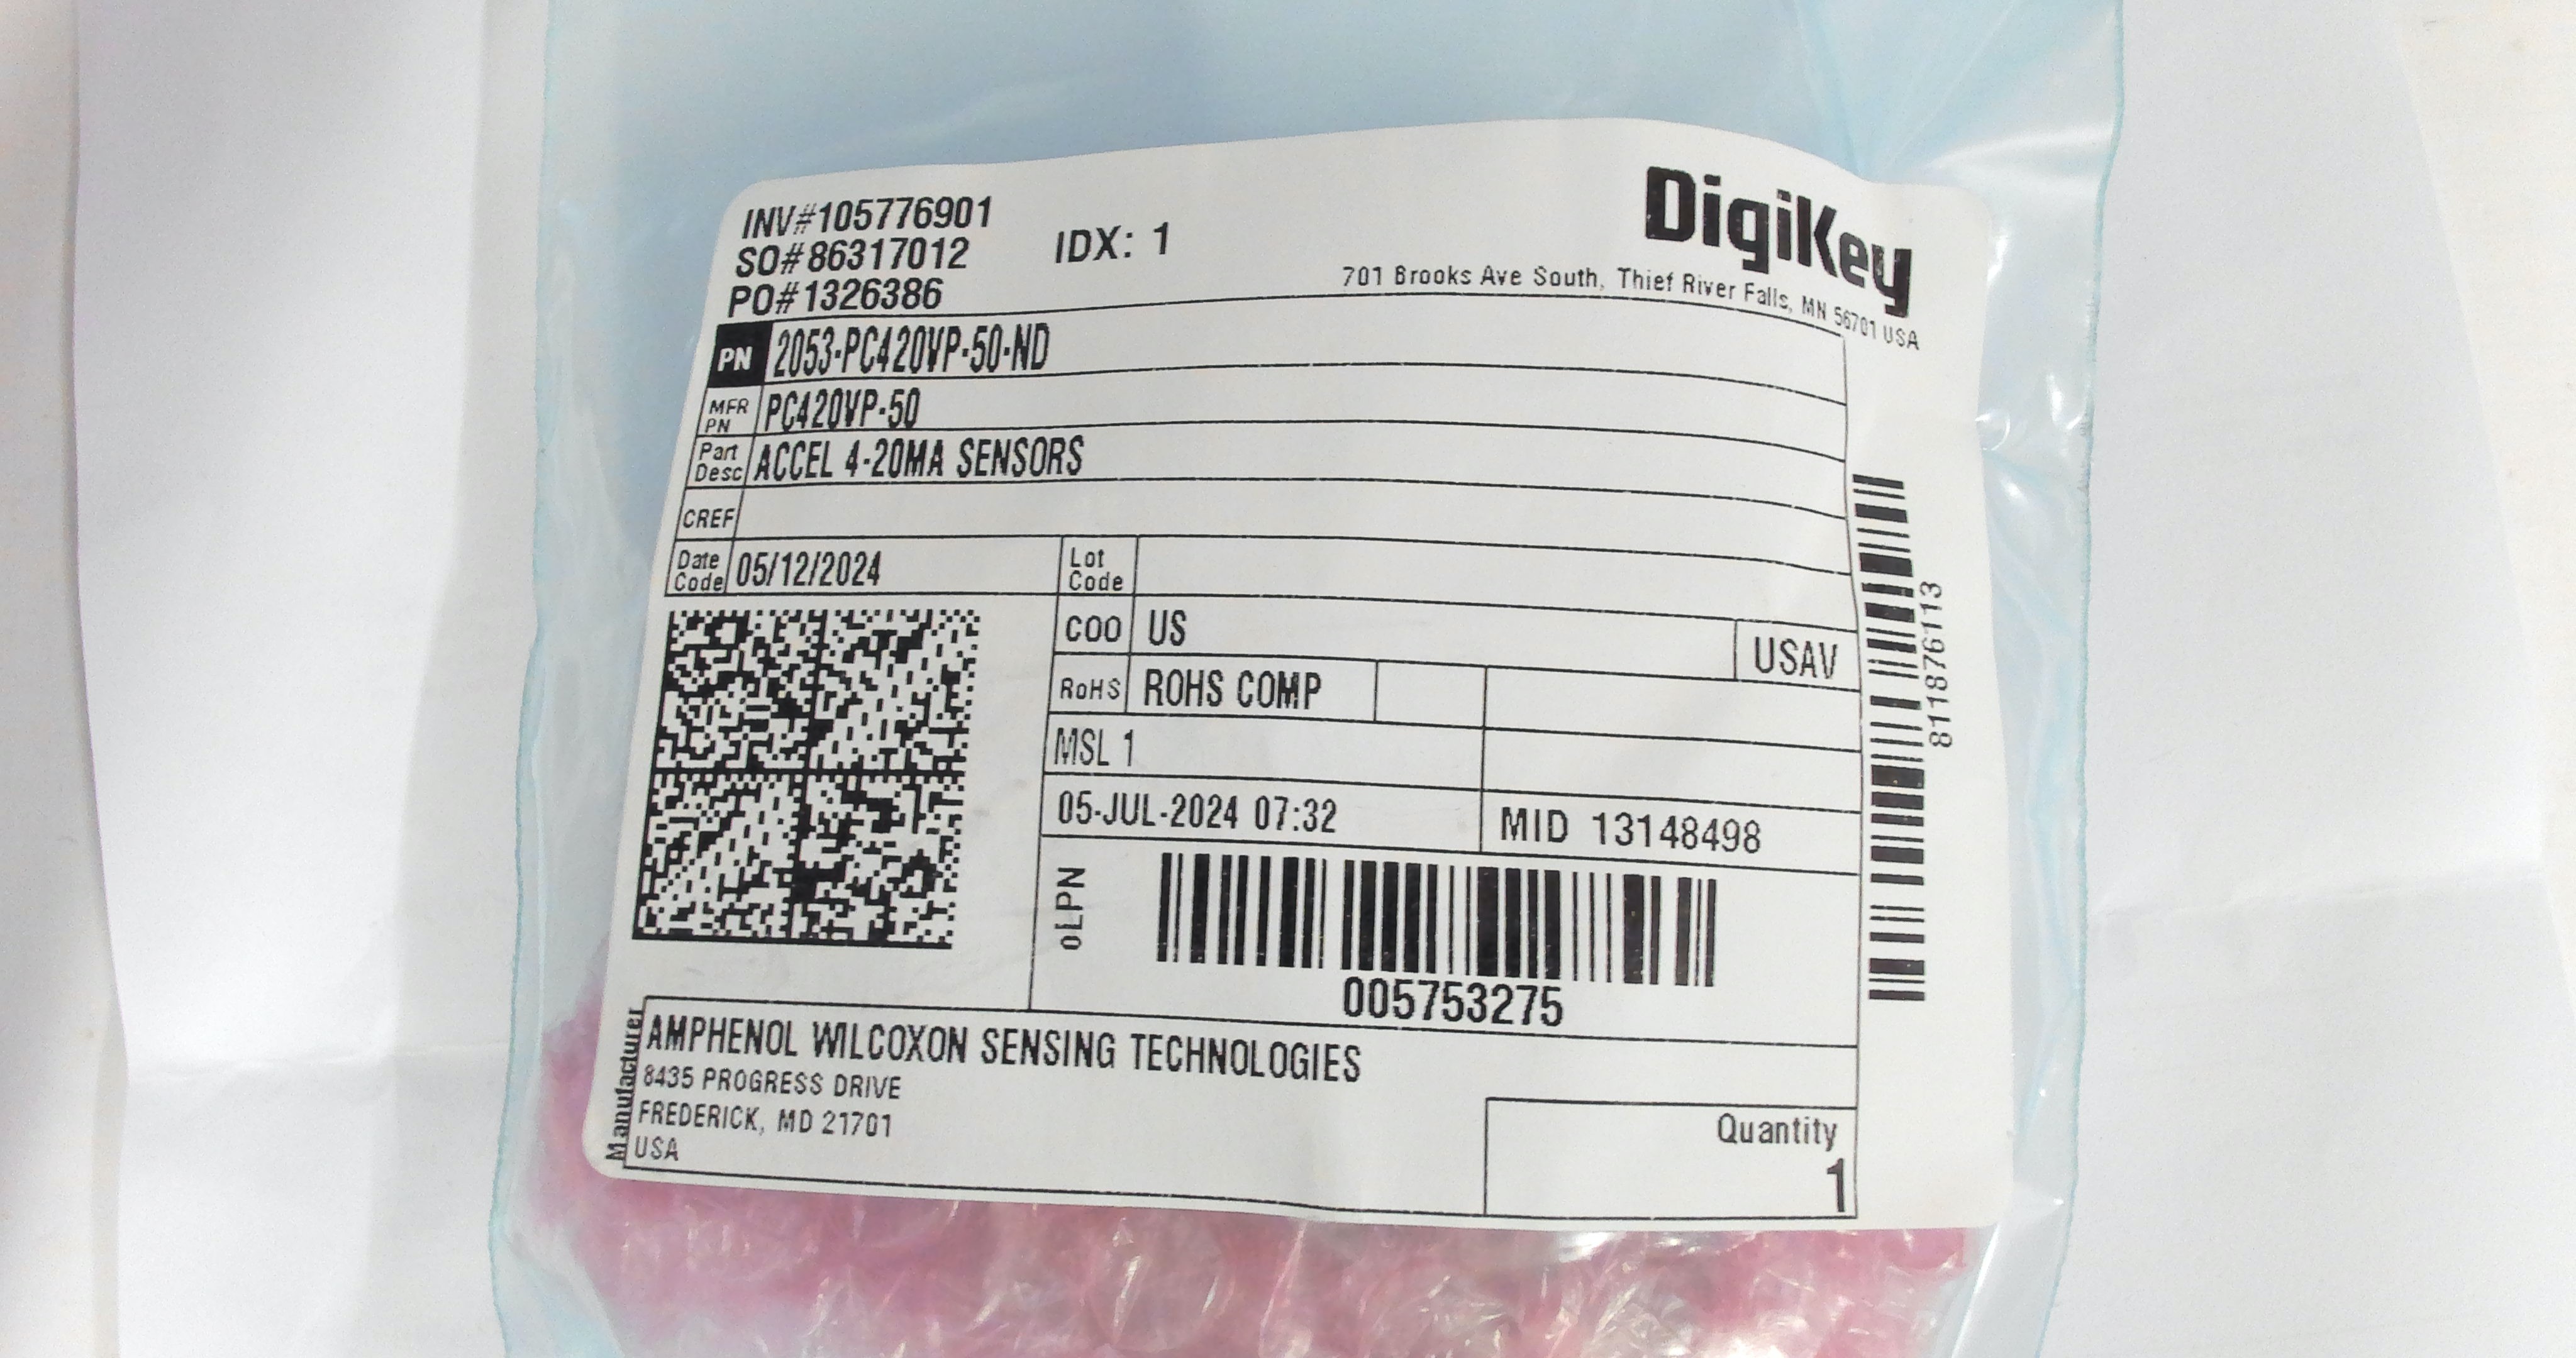 INV#105776901
SO#86317012
PO#1326386
IDX: 1
DigiKey
701 Brooks Ave South, Thief River Falls, MN 56701 USA
PN 2053-PC420VP-50-ND
MFR PN PC420VP-50
Part Desc ACCEL 4-20MA SENSORS
CREF
Date Code 05/12/2024
Lot Code
COO US USAV
RoHS ROHS COMP
MSL 1
05-JUL-2024 07:32 MID 13148498
oLPN
005753275
8111876113
Manufacturer
AMPHENOL WILCOXON SENSING TECHNOLOGIES
8435 PROGRESS DRIVE
FREDERICK, MD 21701
USA
Quantity
1